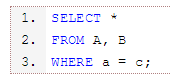 1. SELECT *
2. FROM A, B
3. WHERE a = c;